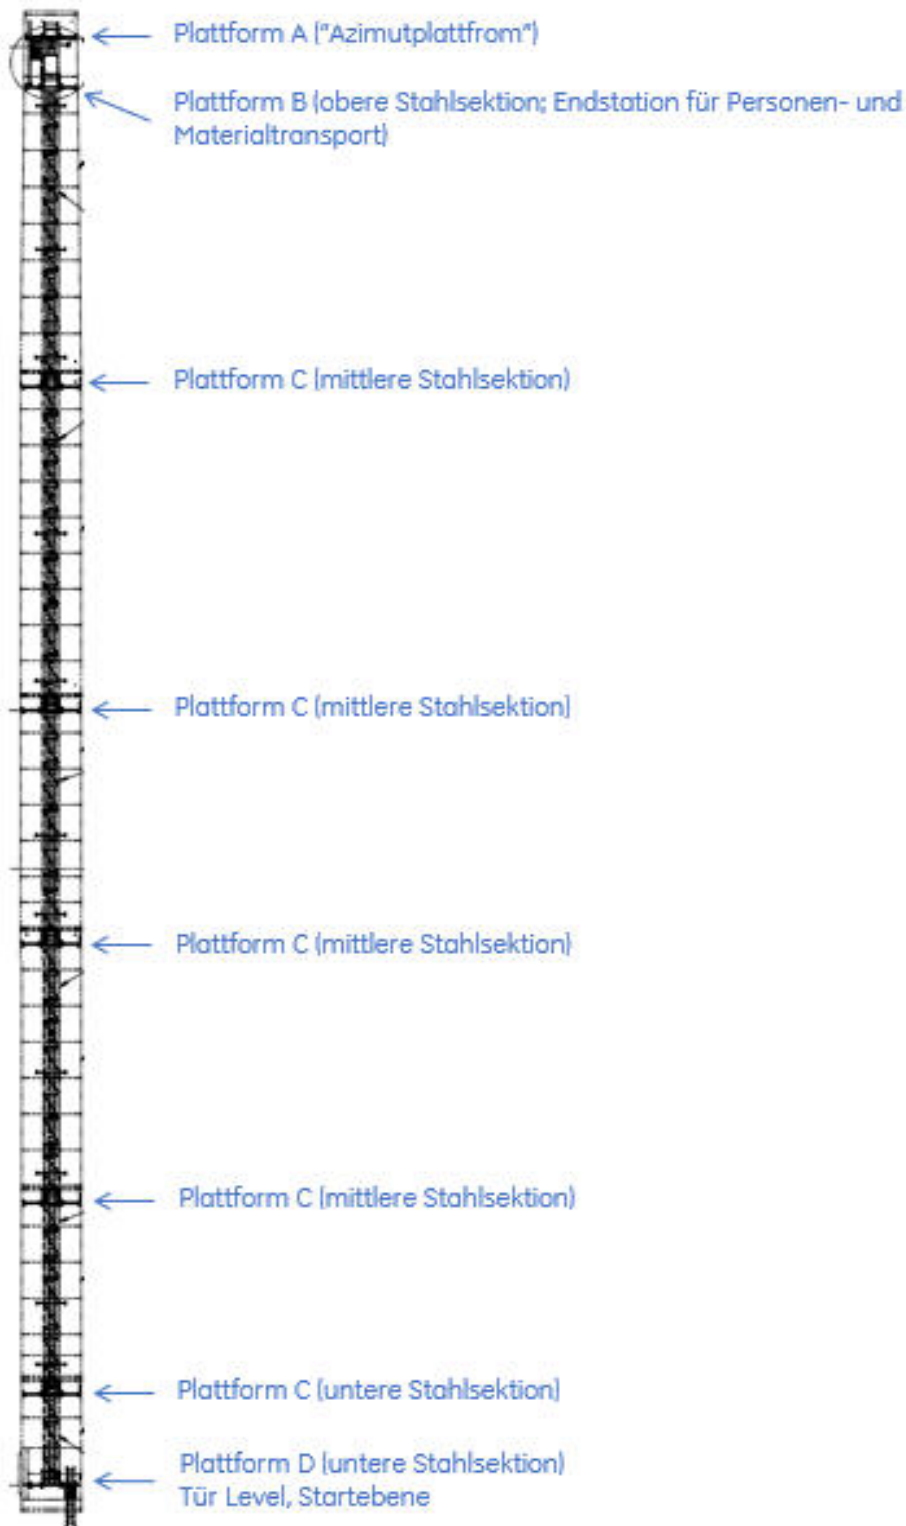 Plattform A ("Azimutplattfrom")
Plattform B (obere Stahlsektion; Endstation für Personen- und
Materialtransport)
Plattform C (mittlere Stahlsektion)
Plattform C (mittlere Stahlsektion)
Plattform C (mittlere Stahlsektion)
Plattform C (mittlere Stahlsektion)
Plattform C (untere Stahlsektion)
Plattform D (untere Stahlsektion)
Tür Level, Startebene